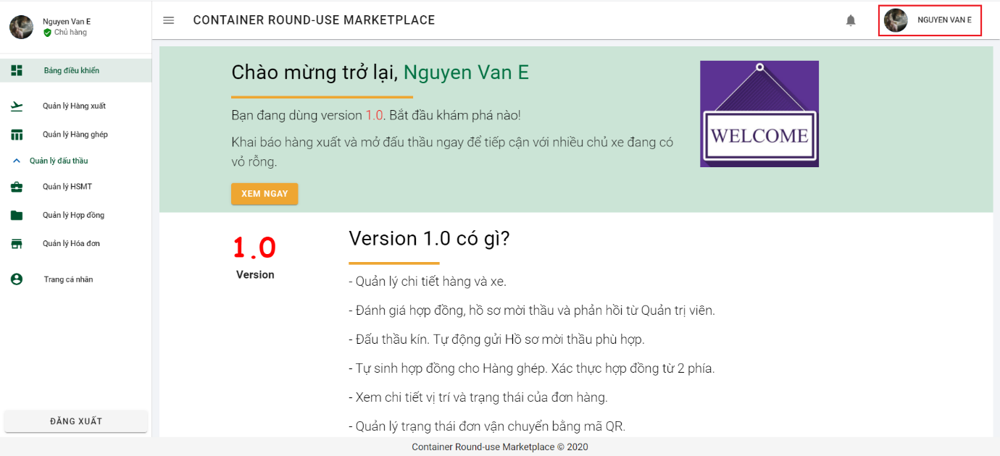 Nguyen Van E
Chủ hàng
CONTAINER ROUND-USE MARKETPLACE
NGUYEN VAN E
Bảng điều khiển
Quản lý Hàng xuất
Quản lý Hàng ghép
Quản lý đấu thầu
Quản lý HSMT
Quản lý Hợp đồng
Quản lý Hóa đơn
Trang cá nhân
ĐĂNG XUẤT
Chào mừng trở lại, Nguyen Van E
Bạn đang dùng version 1.0. Bắt đầu khám phá nào!
Khai báo hàng xuất và mở đấu thầu ngay để tiếp cận với nhiều chủ xe đang có
vỏ rỗng.
XEM NGAY
WELCOME
1.0
Version
Version 1.0 có gì?
- Quản lý chi tiết hàng và xe.
- Đánh giá hợp đồng, hồ sơ mời thầu và phản hồi từ Quản trị viên.
- Đấu thầu kín. Tự động gửi Hồ sơ mời thầu phù hợp.
- Tự sinh hợp đồng cho Hàng ghép. Xác thực hợp đồng từ 2 phía.
- Xem chi tiết vị trí và trạng thái của đơn hàng.
- Quản lý trạng thái đơn vận chuyển bằng mã QR.
Container Round-use Marketplace © 2020